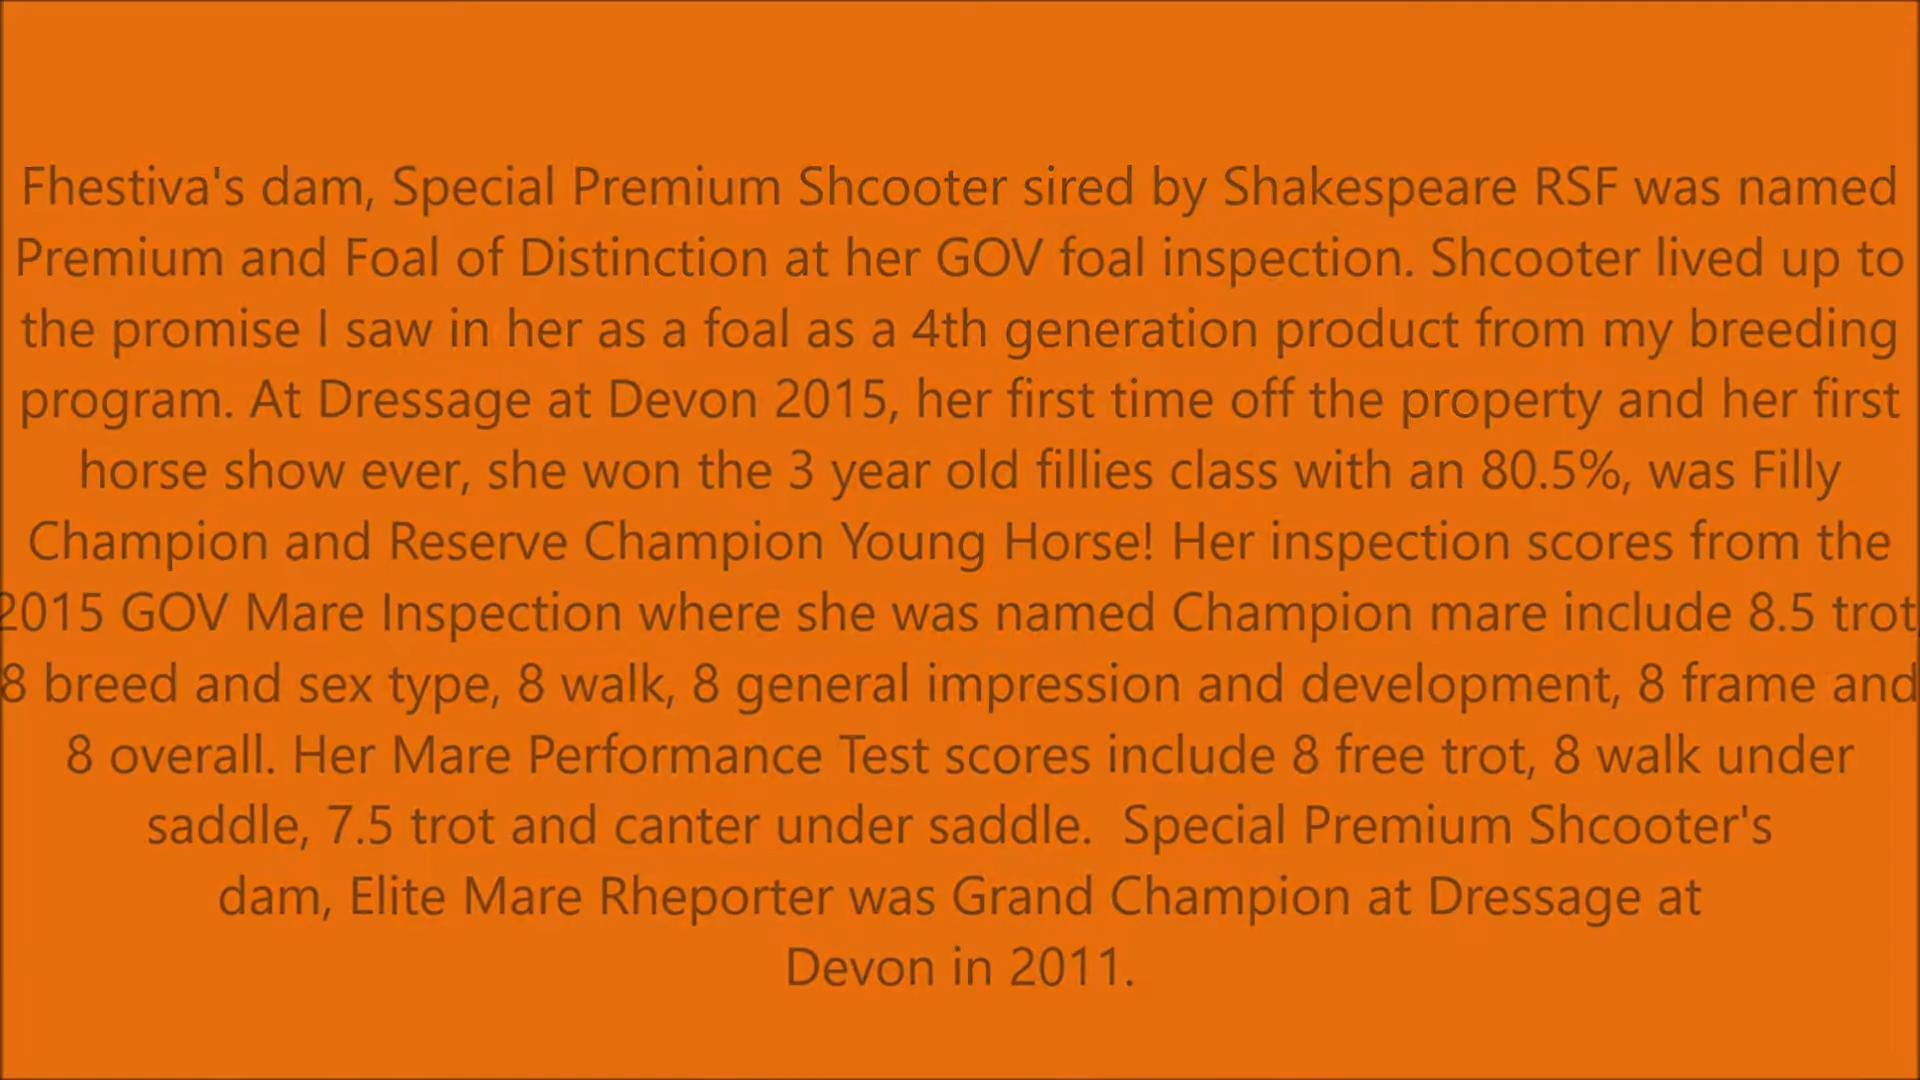 Fhestiva's dam, Special Premium Shcooter sired by Shakespeare RSF was named
Premium and Foal of Distinction at her GOV foal inspection. Shcooter lived up to
the promise I saw in her as a foal as a 4th generation product from my breeding
program. At Dressage at Devon 2015, her first time off the property and her first
horse show ever, she won the 3 year old fillies class with an 80.5%, was Filly
Champion and Reserve Champion Young Horse! Her inspection scores from the
2015 GOV Mare Inspection where she was named Champion mare include 8.5 trot,
8 breed and sex type, 8 walk, 8 general impression and development, 8 frame and
8 overall. Her Mare Performance Test scores include 8 free trot, 8 walk under
saddle, 7.5 trot and canter under saddle.  Special Premium Shcooter's
dam, Elite Mare Rheporter was Grand Champion at Dressage at
Devon in 2011.